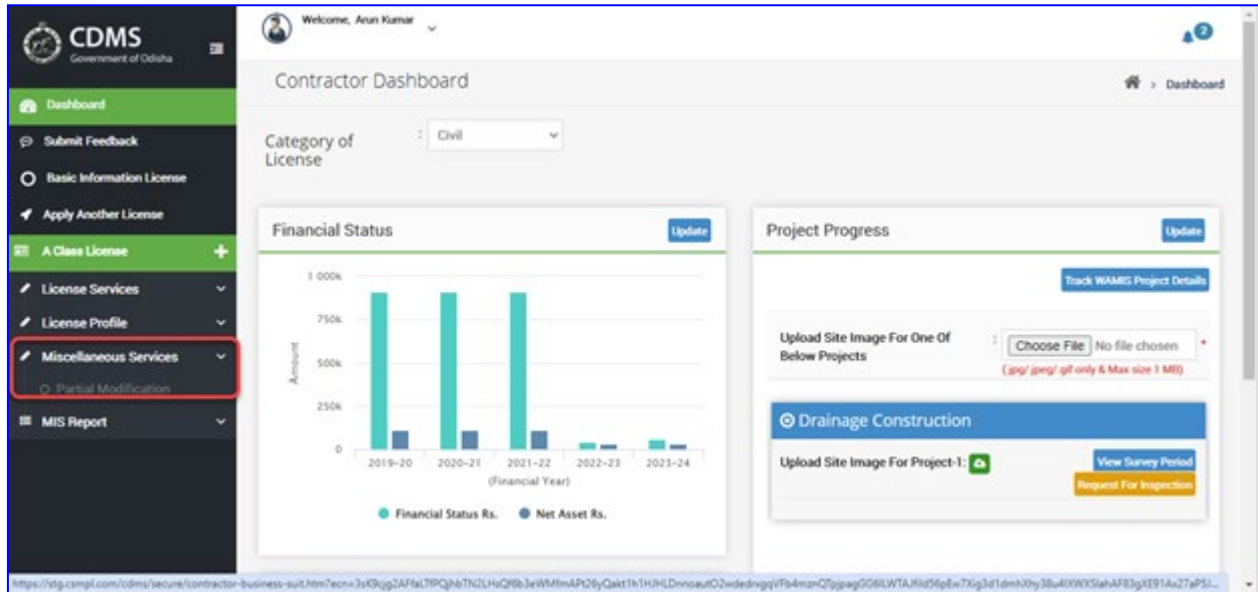 CDMS
Government of Odisha
Welcome, Arun Kumar
2
Contractor Dashboard
> Dashboard
Dashboard
Submit Feedback
Basic Information License
Apply Another License
A Class License
License Services
License Profile
Miscellaneous Services
Partial Modification
MIS Report
Category of
License
: Civil
Financial Status
Update
1 000k
750k
500k
250k
0
Amount
2019-20 2020-21 2021-22 2022-23 2023-24
(Financial Year)
Financial Status Rs. Net Asset Rs.
Project Progress
Update
Track WAMIS Project Details
Upload Site Image For One Of
Below Projects
: Choose File No file chosen *
(.jpg/ jpeg/ .gif only & Max size 1 MB)
Drainage Construction
Upload Site Image For Project-1:
View Survey Period
Request For Inspection